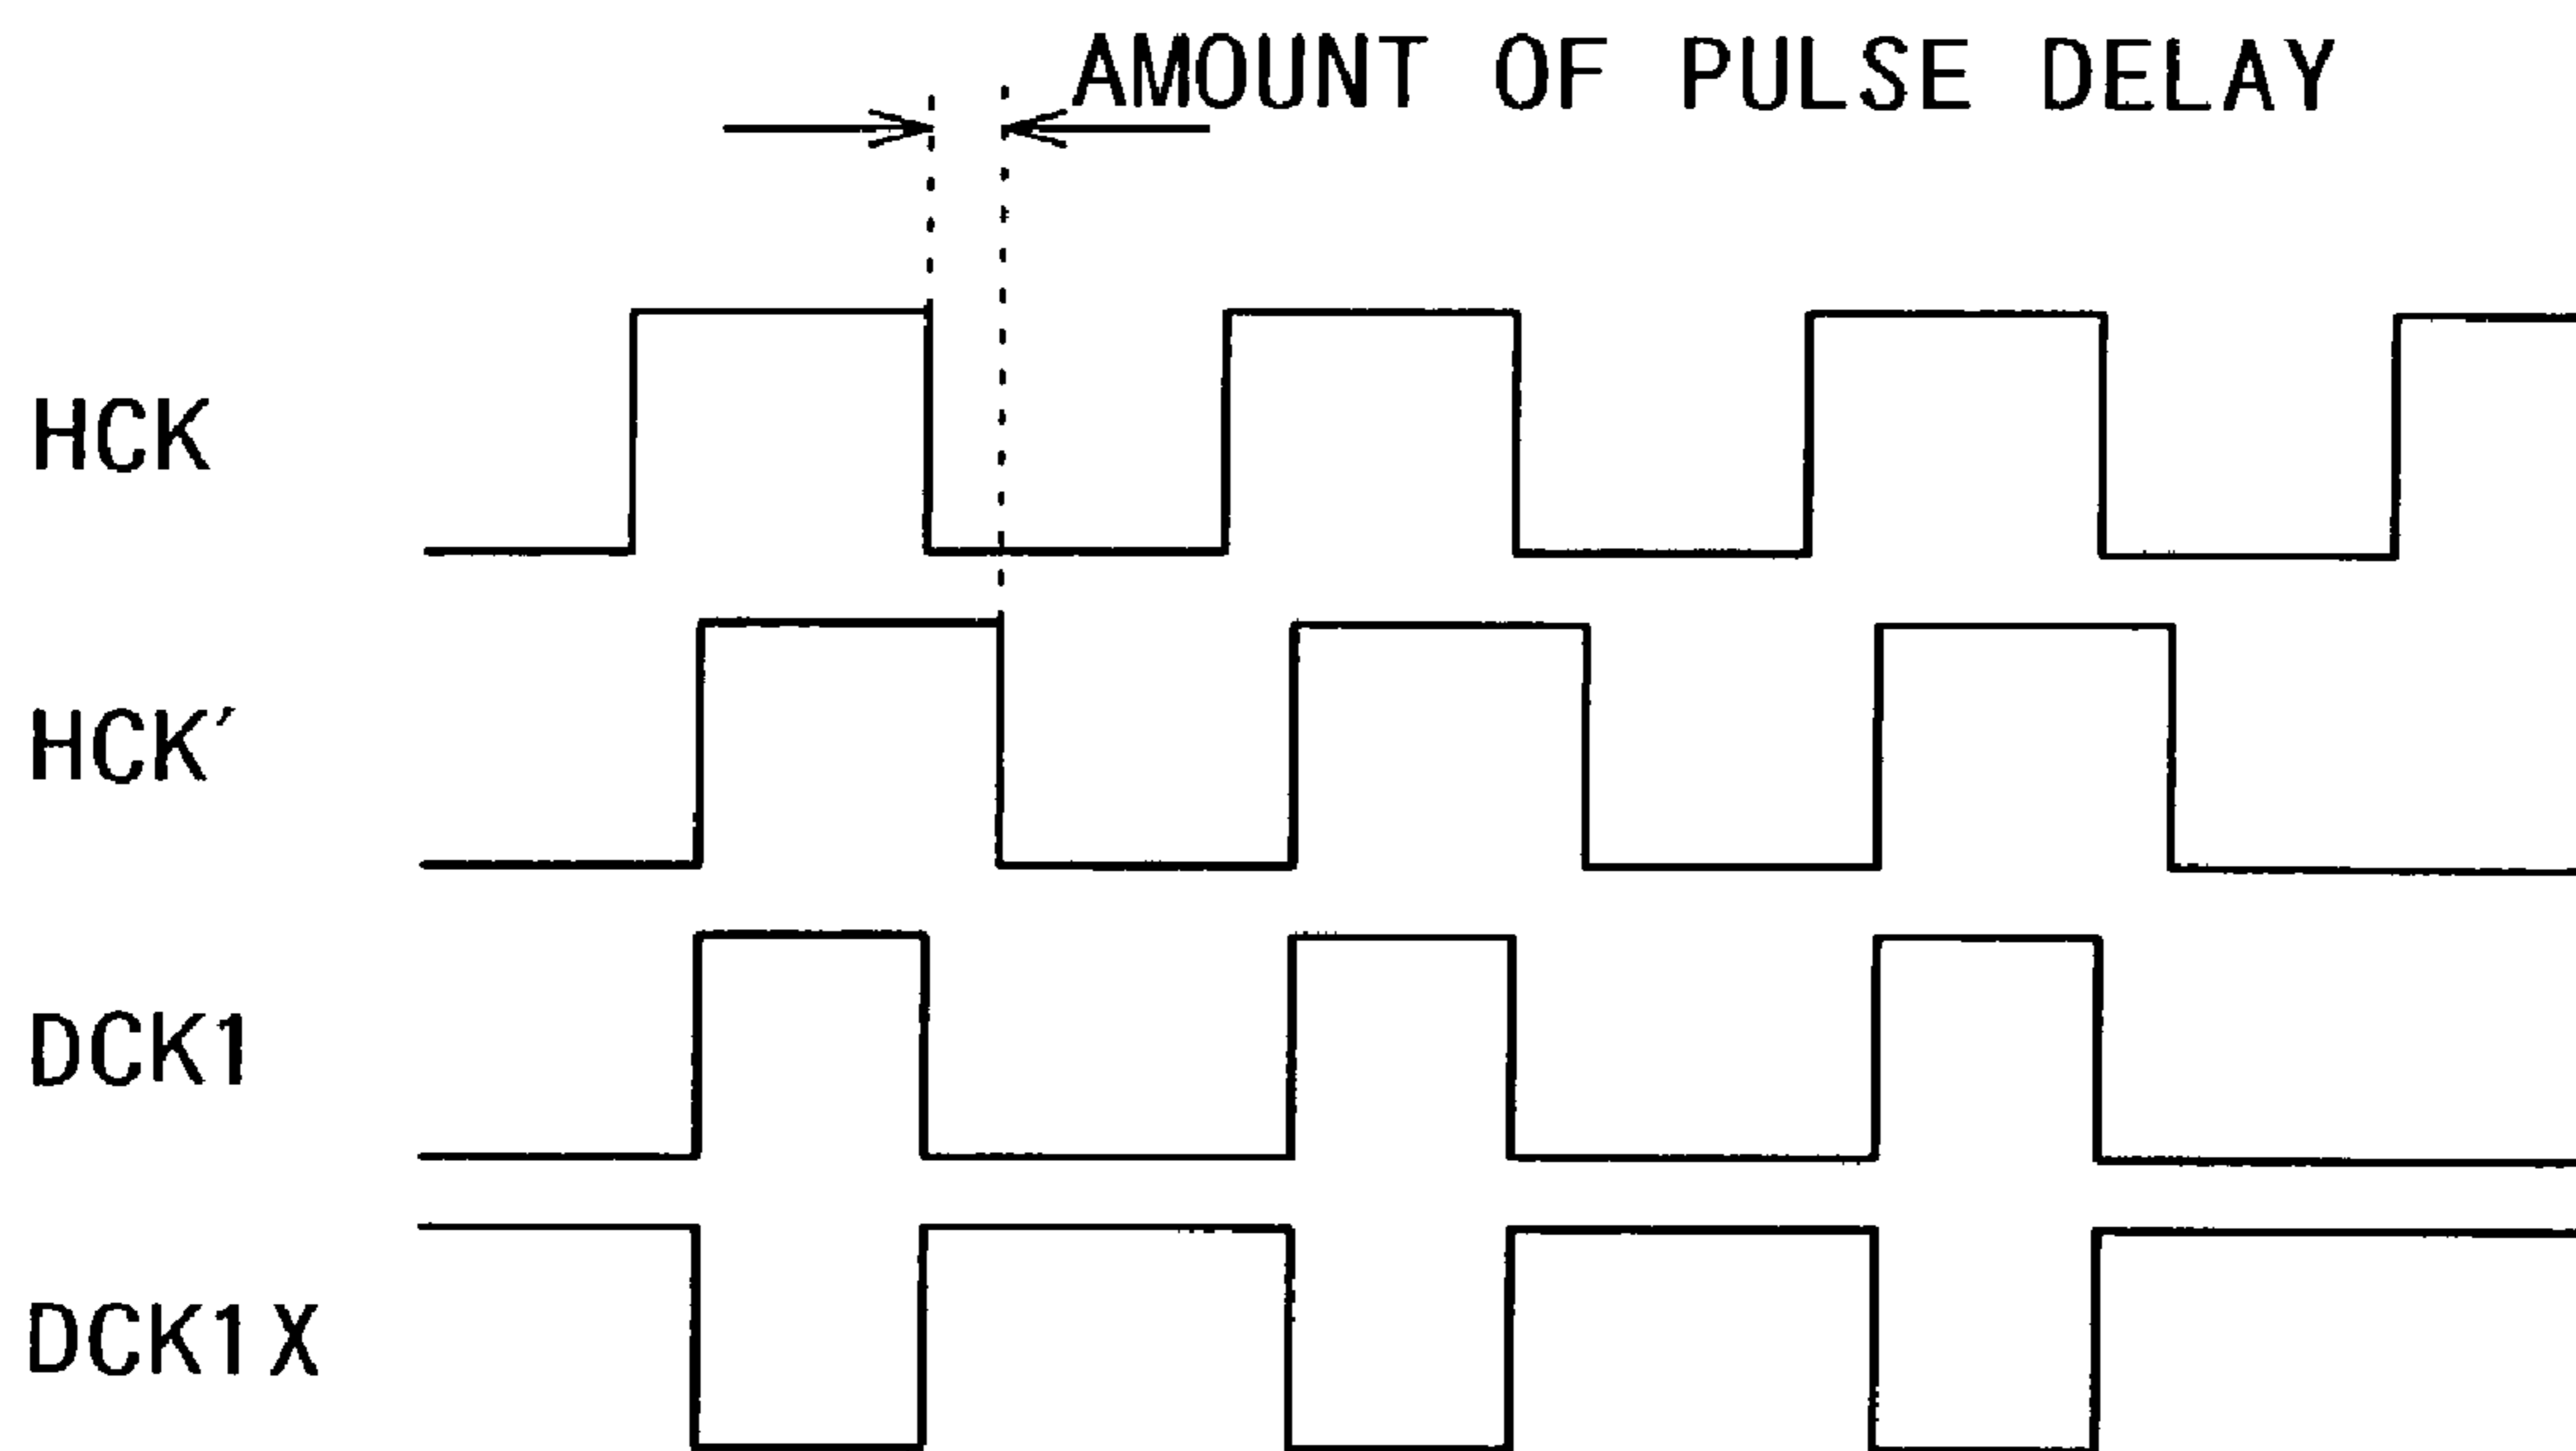 AMOUNT OF PULSE DELAY
HCK
HCK′
DCK1
DCK1X